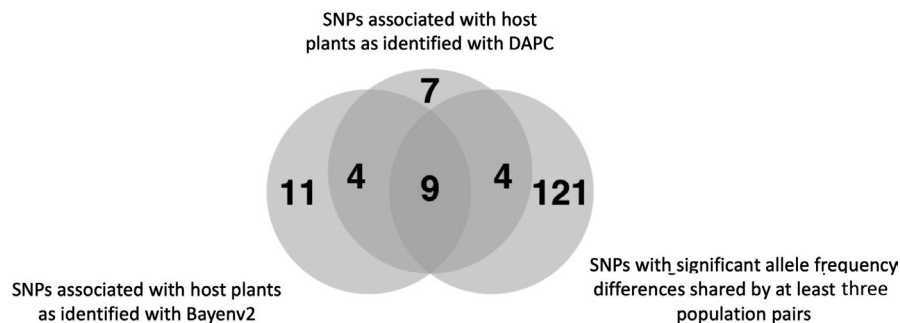 SNPs associated with host
plants as identified with DAPC
7
11
4
9
4
121
SNPs associated with host plants
as identified with Bayenv2
SNPs with significant allele frequency
differences shared by at least three
population pairs